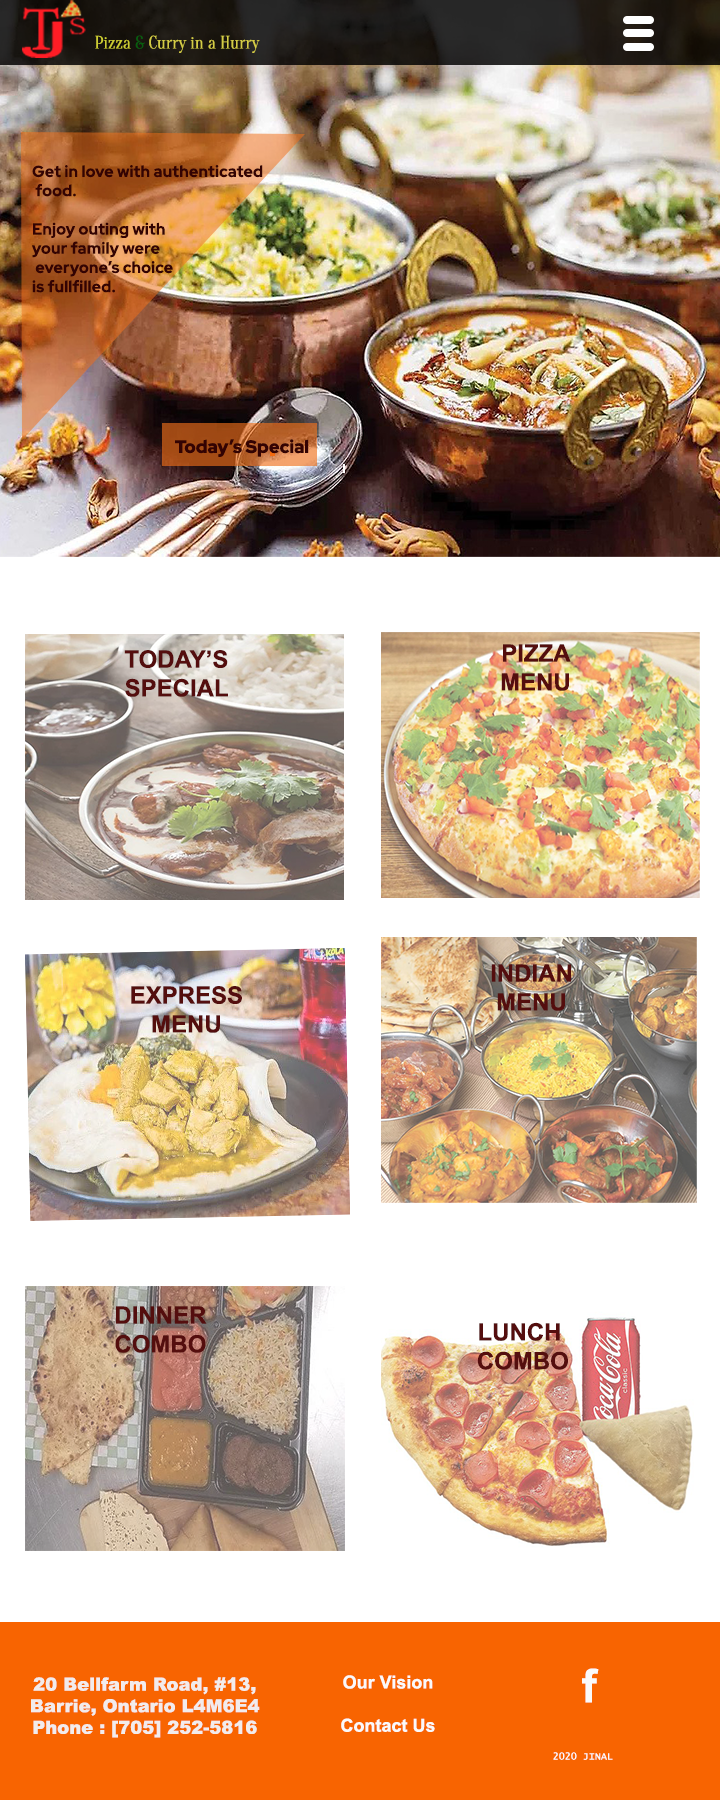 TJ's
Pizza & Curry in a Hurry
Get in love with authenticated
food.
Enjoy outing with
your family were
everyone's choice
is fullfilled.
Today's Special
TODAY'S
SPECIAL
PIZZA
MENU
EXPRESS
MENU
INDIAN
MENU
DINNER
COMBO
LUNCH
COMBO
Coca-Cola
classic
20 Bellfarm Road, #13,
Barrie, Ontario L4M6E4
Phone : [705] 252-5816
Our Vision
Contact Us
f
2020 JINAL